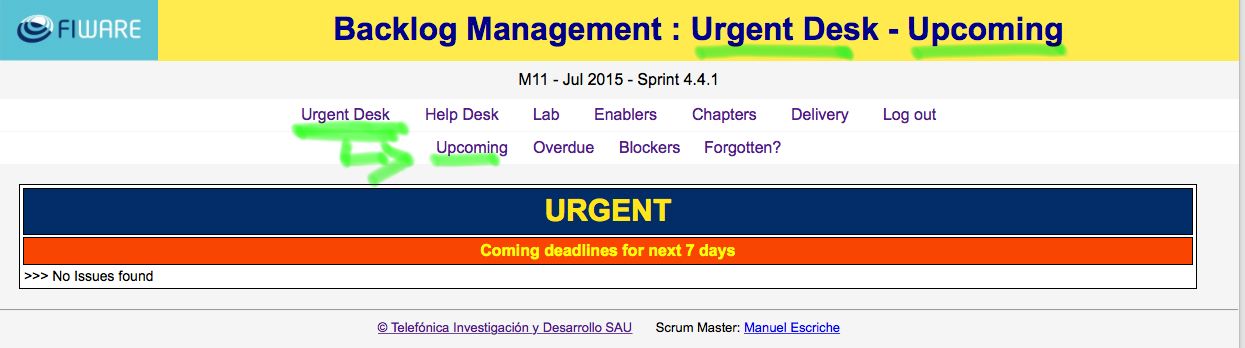 FIWARE
Backlog Management : Urgent Desk - Upcoming
M11 - Jul 2015 - Sprint 4.4.1
Urgent Desk Help Desk Lab Enablers Chapters Delivery Log out
Upcoming Overdue Blockers Forgotten?
URGENT
Coming deadlines for next 7 days
>>> No Issues found
© Telefónica Investigación y Desarrollo SAU Scrum Master: Manuel Escriche